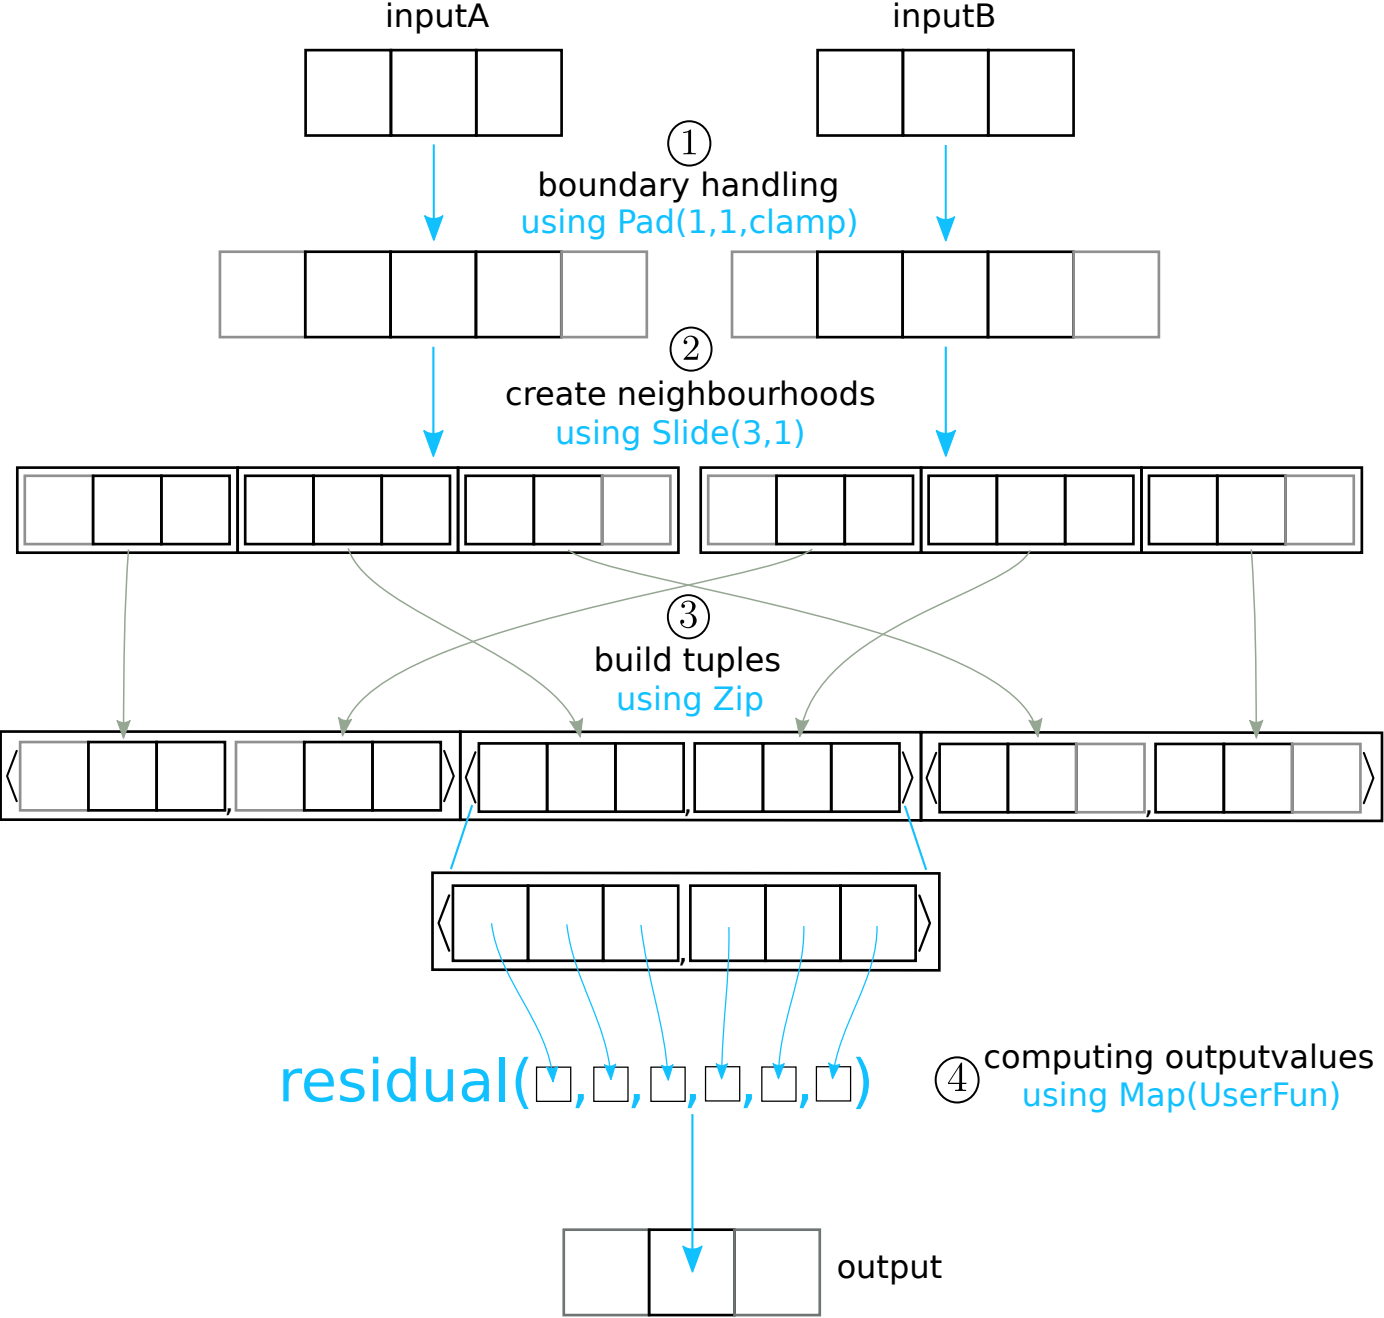 inputA
inputB
1
boundary handling
using Pad(1,1,clamp)
2
create neighbourhoods
using Slide(3,1)
3
build tuples
using Zip
⟨ , ⟩ ⟨ , ⟩ ⟨ , ⟩
⟨ , ⟩
residual(□,□,□,□,□,□)
4
computing outputvalues
using Map(UserFun)
output